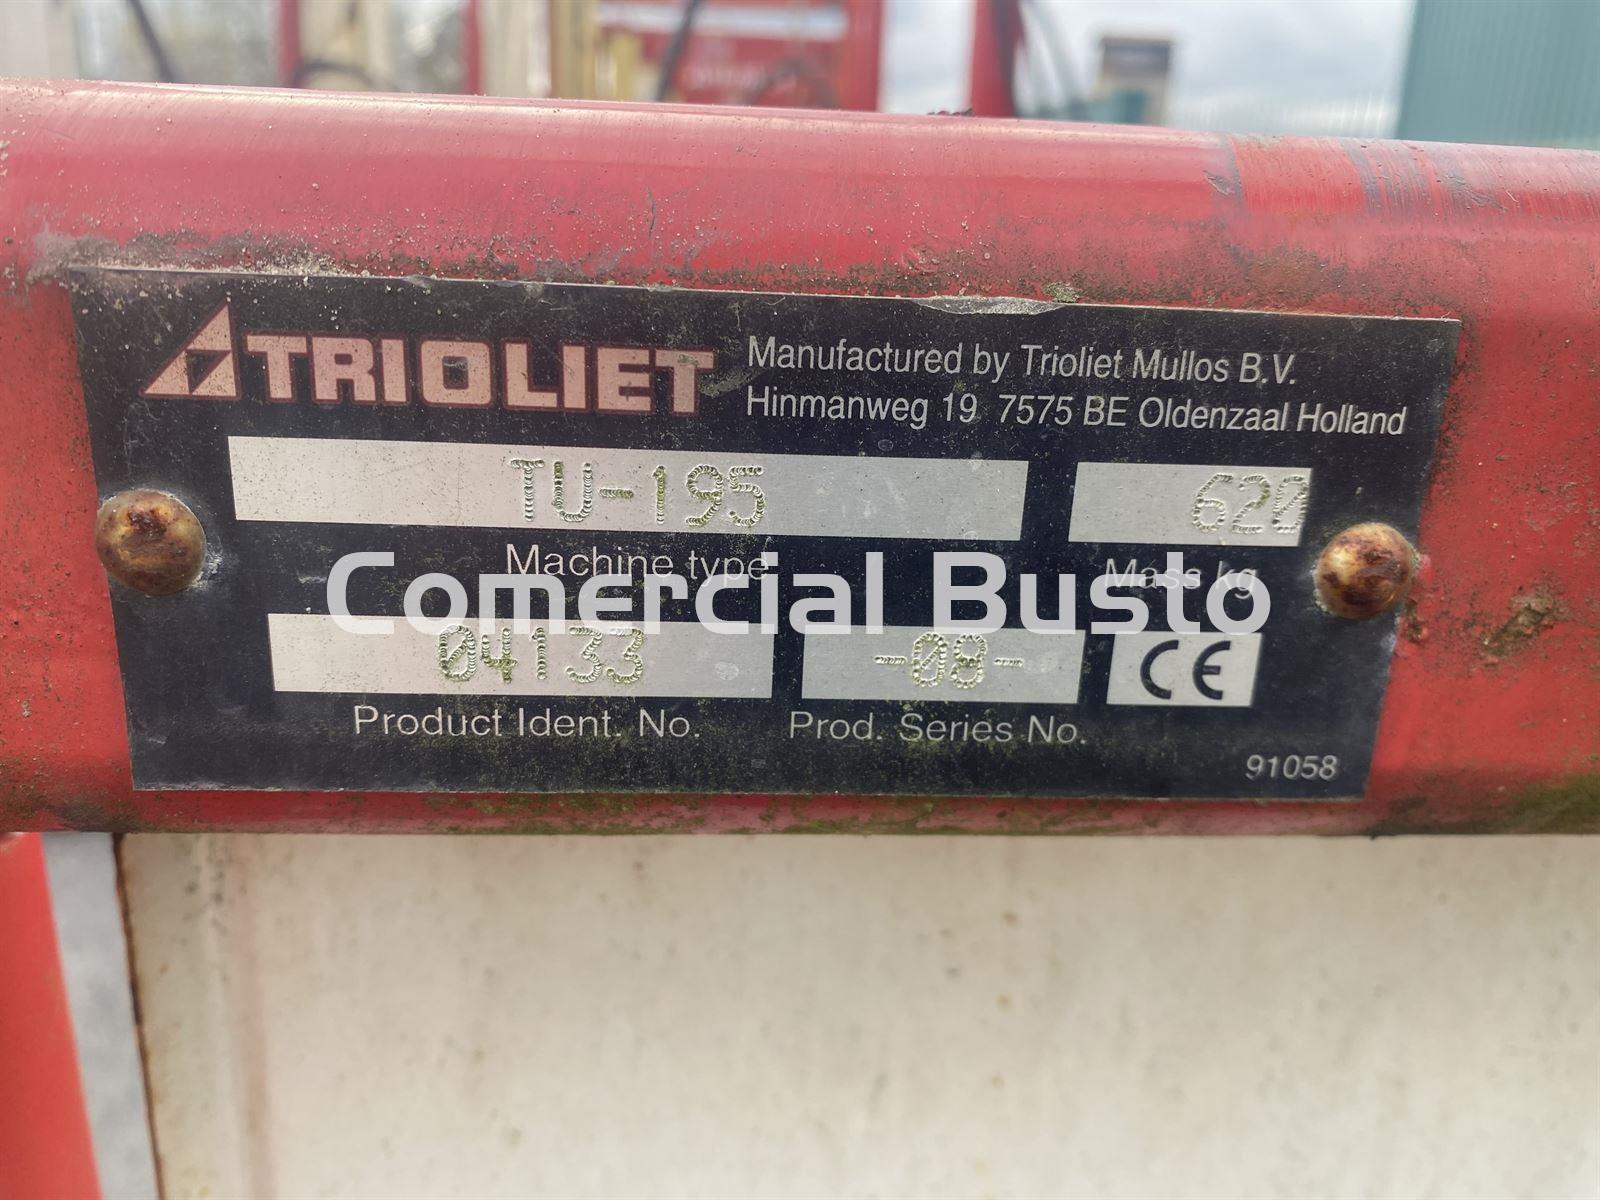 TRIOLIET
Manufactured by Trioliet Mullos B.V.
Hinmanweg 19 7575 BE Oldenzaal Holland
TU-195
620
Machine type
Mass kg
Comercial Busto
04133
-08-
CE
Product Ident. No.
Prod. Series No.
91058